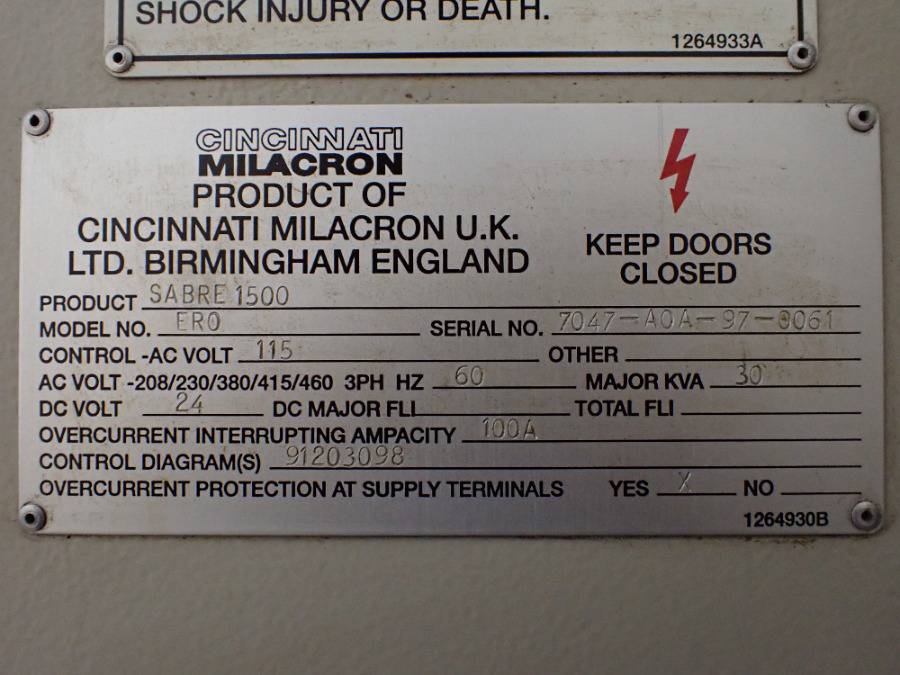 SHOCK INJURY OR DEATH.
1264933A
CINCINNATI
MILACRON
PRODUCT OF
CINCINNATI MILACRON U.K.
LTD. BIRMINGHAM ENGLAND
KEEP DOORS
CLOSED
PRODUCT SABRE 1500
MODEL NO. ERO SERIAL NO. 7047-A0A-97-0061
CONTROL -AC VOLT 115 OTHER
AC VOLT -208/230/380/415/460 3PH HZ 60 MAJOR KVA 30
DC VOLT 24 DC MAJOR FLI TOTAL FLI
OVERCURRENT INTERRUPTING AMPACITY 100A
CONTROL DIAGRAM(S) 91203098
OVERCURRENT PROTECTION AT SUPPLY TERMINALS YES X NO
1264930B